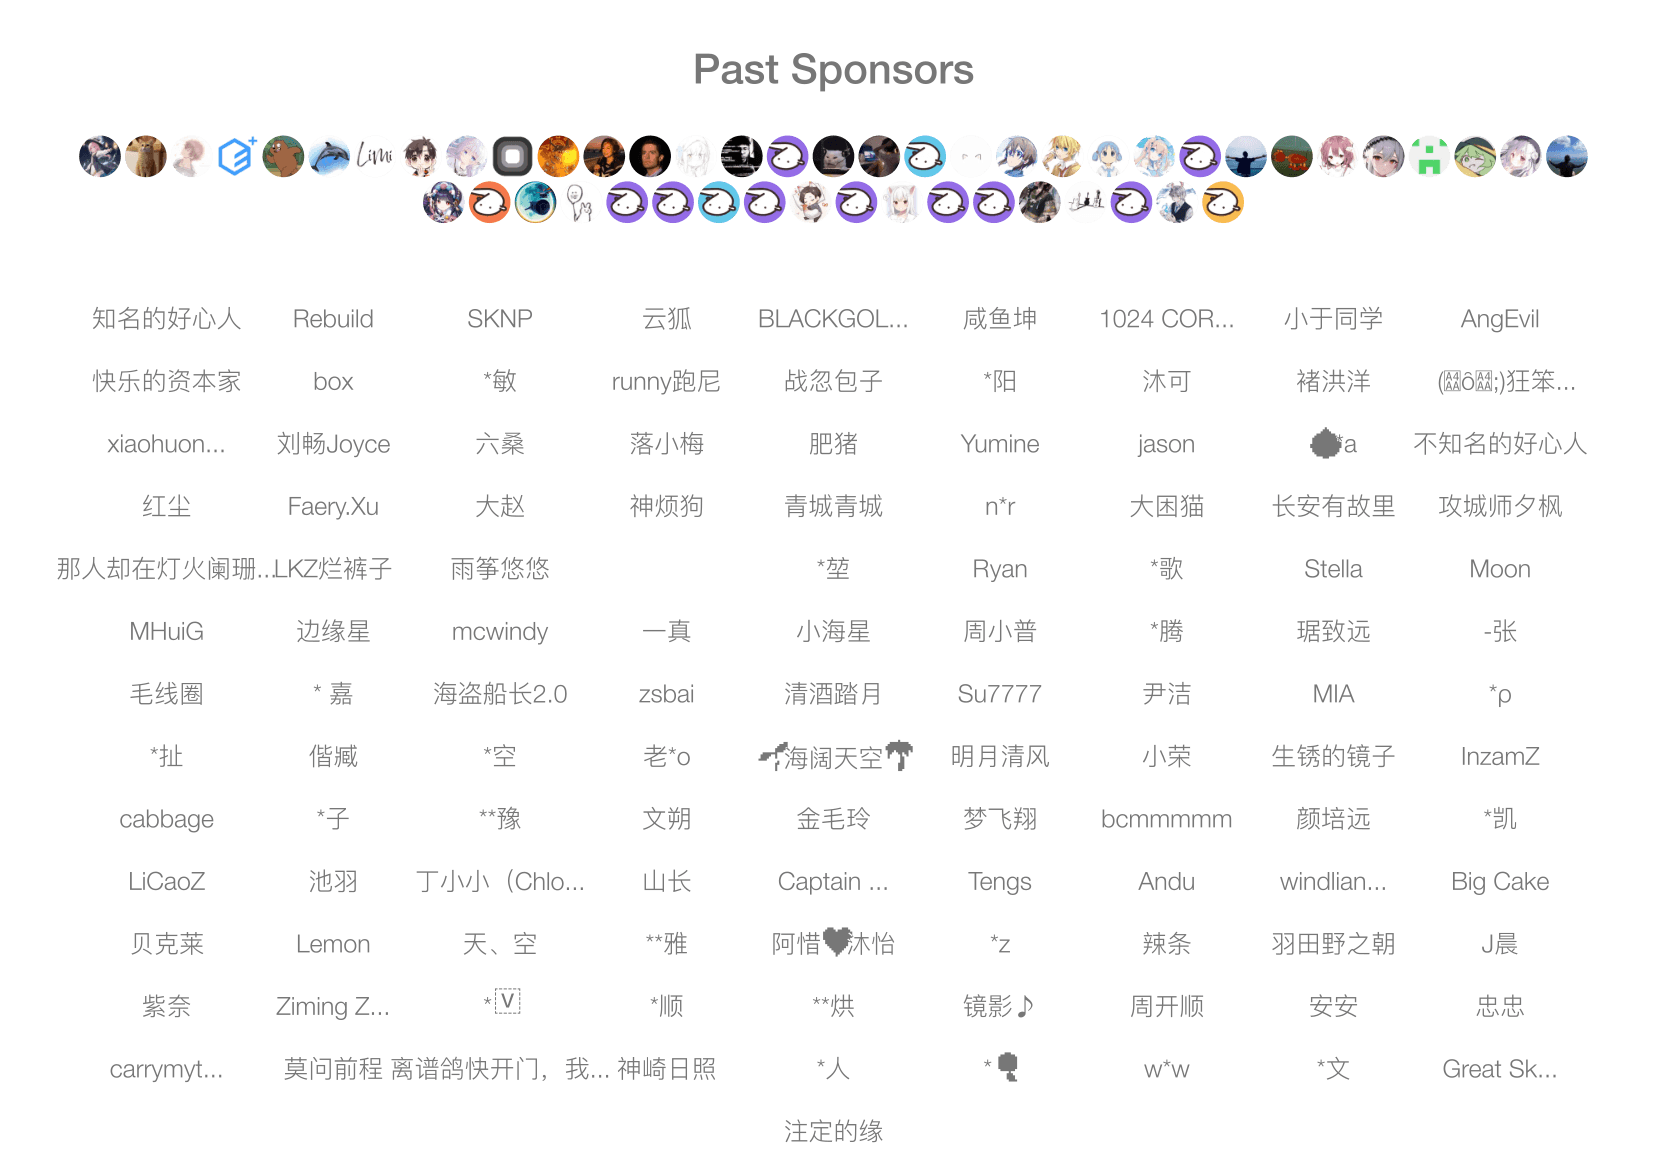 Past Sponsors
Limi
知名的好心人 Rebuild SKNP 云狐 BLACKGOL... 咸鱼坤 1024 COR... 小于同学 AngEvil
快乐的资本家 box *敏 runny跑尼 战忍包子 *阳 沐可 褚洪洋 (ô;)狂笨...
xiaohuon... 刘畅Joyce 六桑 落小梅 肥猪 Yumine jason *a 不知名的好心人
红尘 Faery.Xu 大赵 神烦狗 青城青城 n*r 大困猫 长安有故里 攻城师夕枫
那人却在灯火阑珊... LKZ烂裤子 雨筝悠悠 *堃 Ryan *歌 Stella Moon
MHuiG 边缘星 mcwindy 一真 小海星 周小普 *腾 琚致远 -张
毛线圈 * 嘉 海盗船长2.0 zsbai 清酒踏月 Su7777 尹洁 MIA *ρ
*扯 偕臧 *空 老*o 海阔天空🌴 明月清风 小荣 生锈的镜子 InzamZ
cabbage *子 **豫 文朔 金毛玲 梦飞翔 bcmmmmm 颜培远 *凯
LiCaoZ 池羽 丁小小（Chlo... 山长 Captain ... Tengs Andu windlian... Big Cake
贝克莱 Lemon 天、空 **雅 阿惜♥沐怡 *z 辣条 羽田野之朝 J晨
紫奈 Ziming Z... *V *顺 **烘 镜影♪ 周开顺 安安 忠忠
carrymyt... 莫问前程 离谱鸽快开门，我... 神崎日照 *人 * w*w *文 Great Sk...
注定的缘